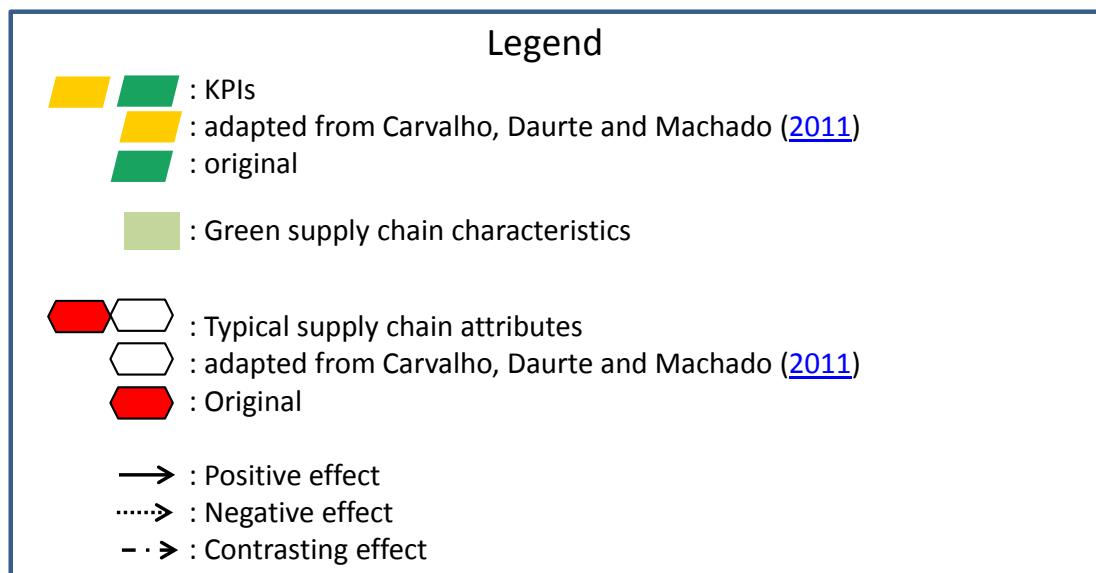 Legend
: KPIs
: adapted from Carvalho, Daurte and Machado (2011)
: original
: Green supply chain characteristics
: Typical supply chain attributes
: adapted from Carvalho, Daurte and Machado (2011)
: Original
: Positive effect
: Negative effect
: Contrasting effect